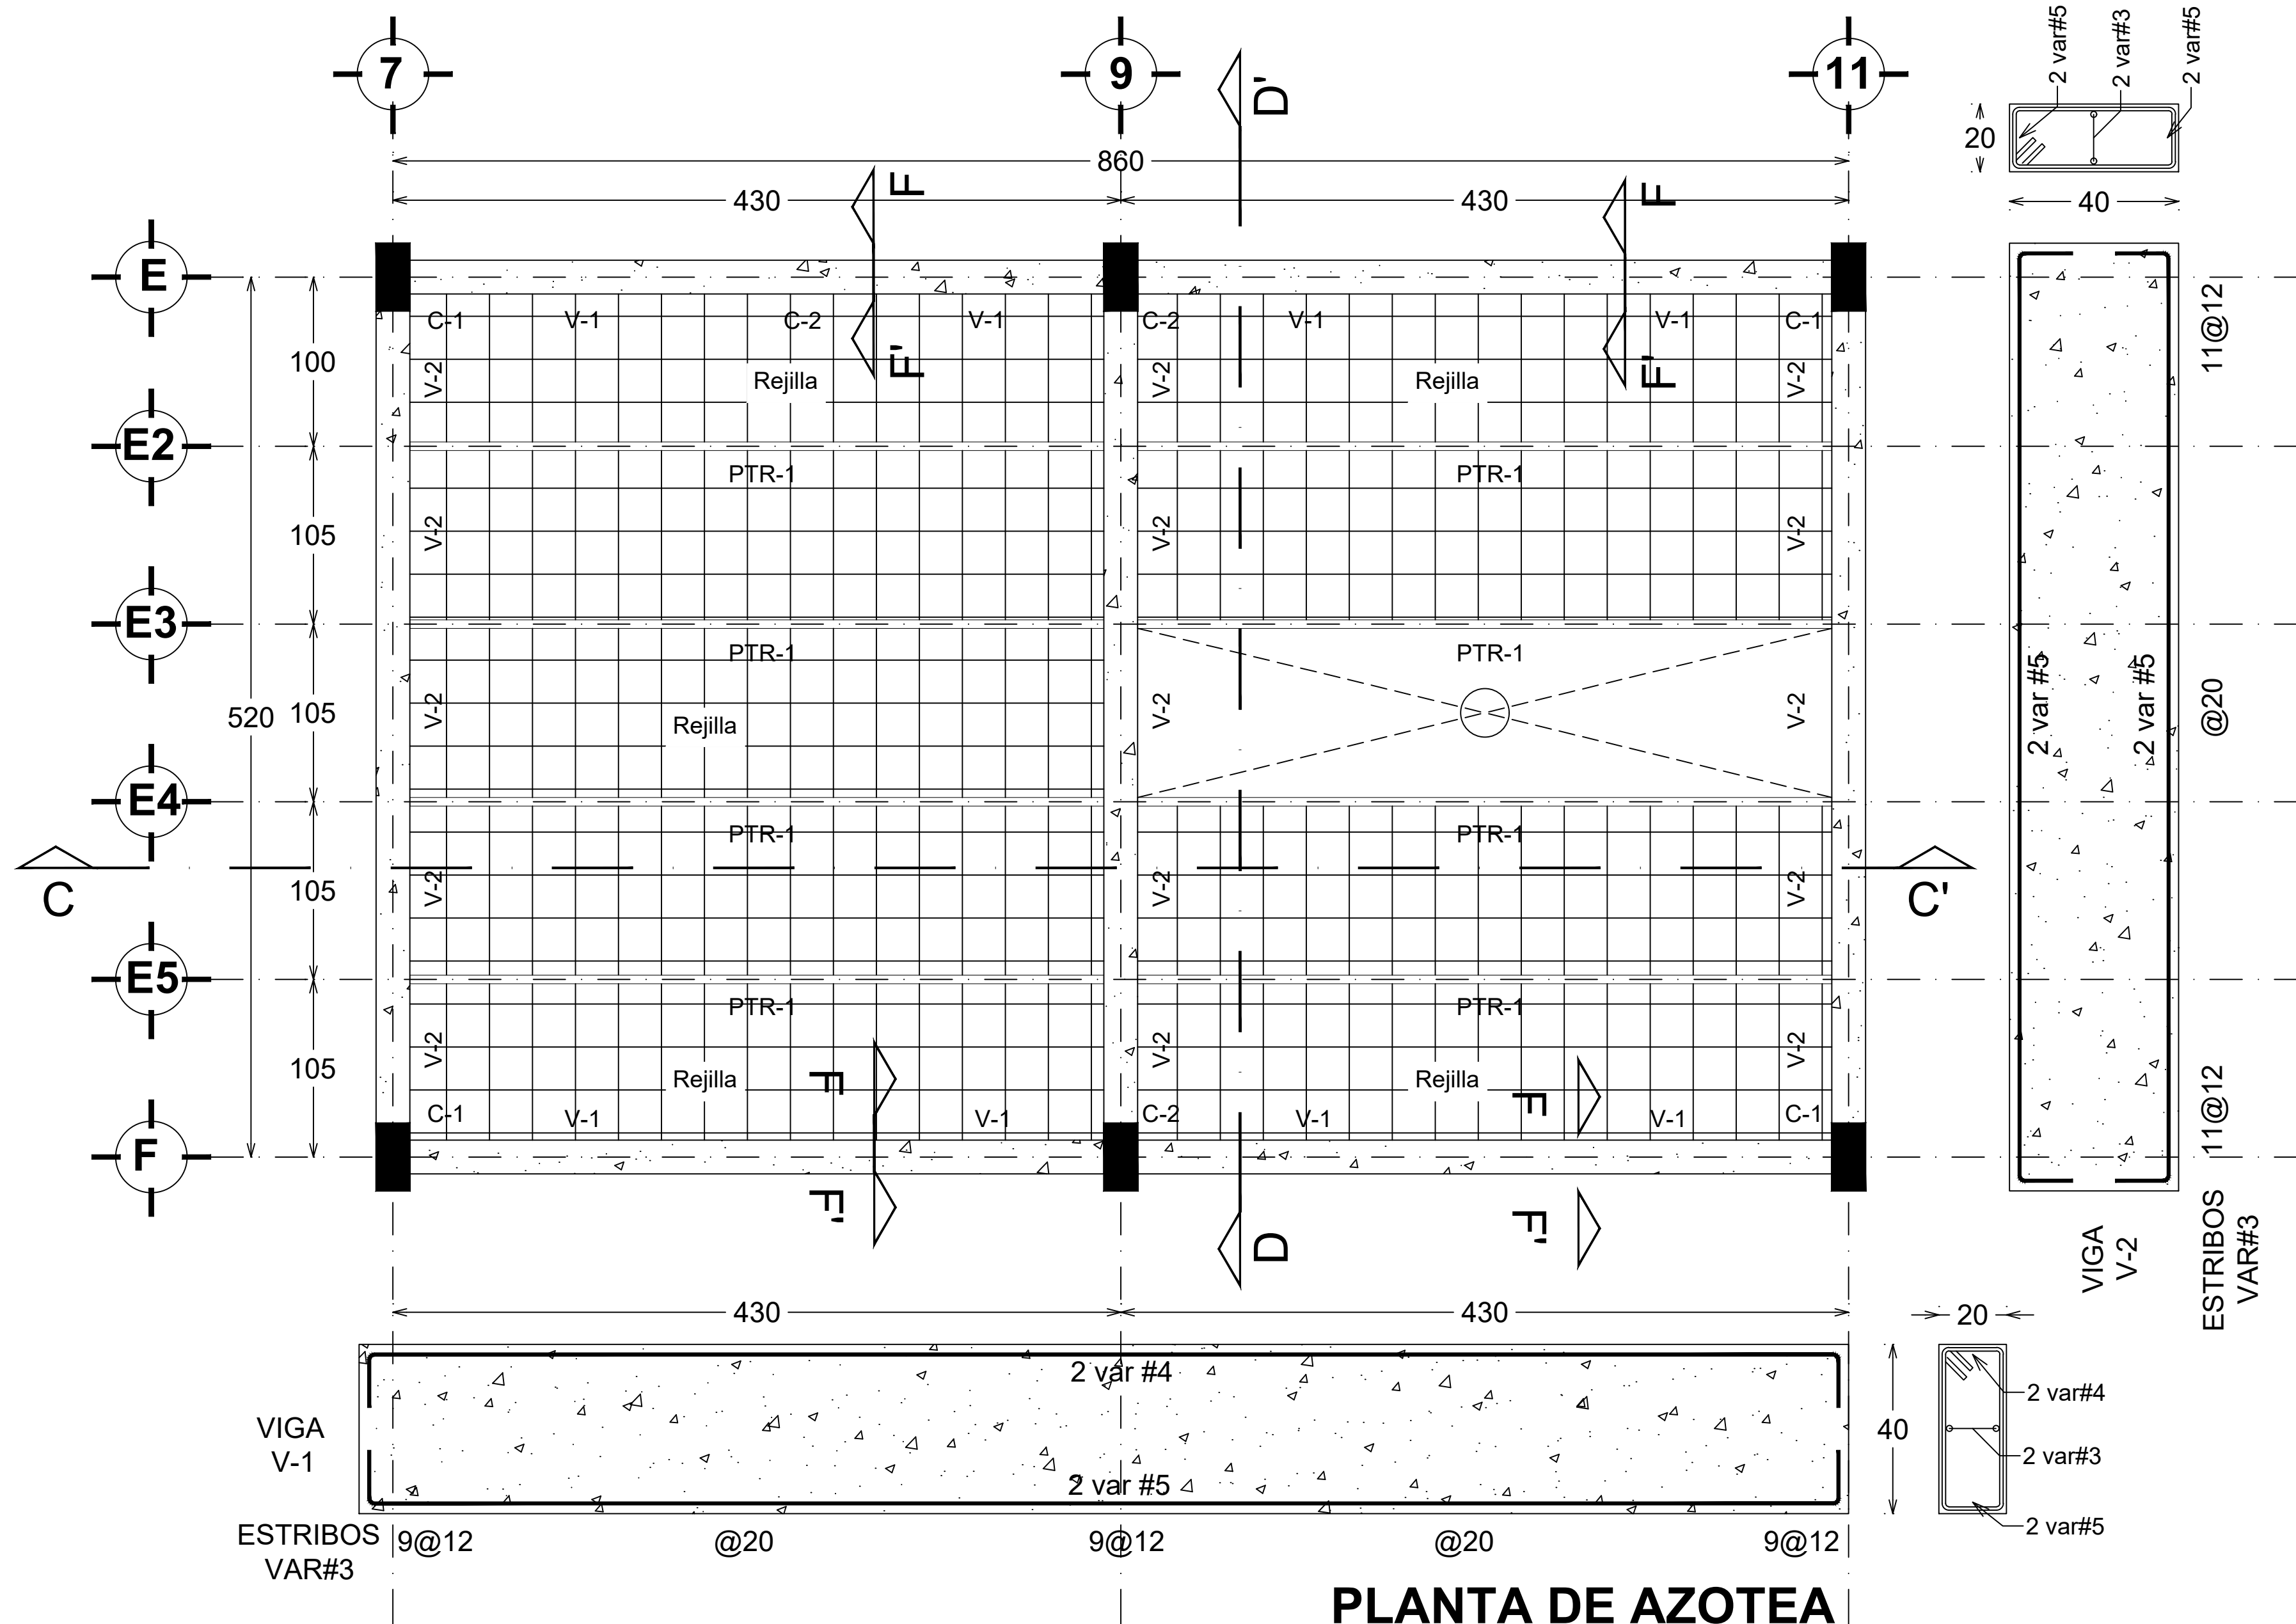 7
9
11
D'
2 var#5
2 var#3
2 var#5
20
40
860
430
430
F
F
E
C-1
V-1
C-2
V-1
C-2
V-1
V-1
C-1
F'
F'
100
V-2
Rejilla
V-2
Rejilla
V-2
11@12
E2
PTR-1
PTR-1
105
V-2
V-2
V-2
E3
PTR-1
PTR-1
520
105
V-2
Rejilla
V-2
V-2
2 var #5
2 var #5
@20
E4
PTR-1
PTR-1
C
105
V-2
V-2
V-2
C'
E5
PTR-1
PTR-1
105
V-2
Rejilla
F
V-2
Rejilla
F
V-2
11@12
C-1
V-1
V-1
C-2
V-1
V-1
C-1
F
F'
D
F'
VIGA
V-2
ESTRIBOS
VAR#3
430
430
20
VIGA
V-1
2 var #4
2 var #5
40
2 var#4
2 var#3
2 var#5
ESTRIBOS
VAR#3
9@12
@20
9@12
@20
9@12
PLANTA DE AZOTEA